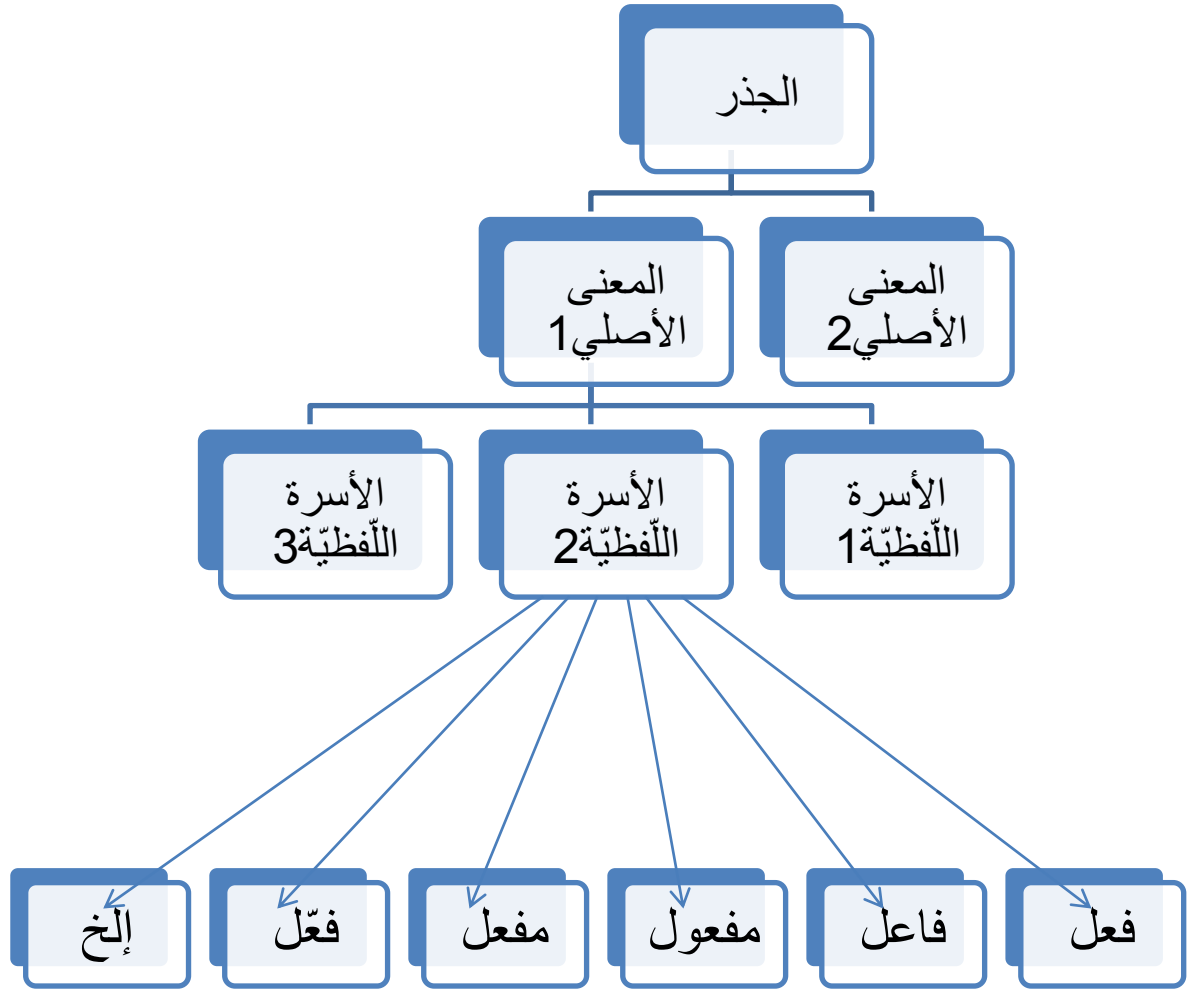 الجذر
المعنى
الأصلي2
المعنى
الأصلي1
الأسرة
اللّفظيّة1
الأسرة
اللّفظيّة2
الأسرة
اللّفظيّة3
فعل
فاعل
مفعول
مفعل
فعّل
إلخ